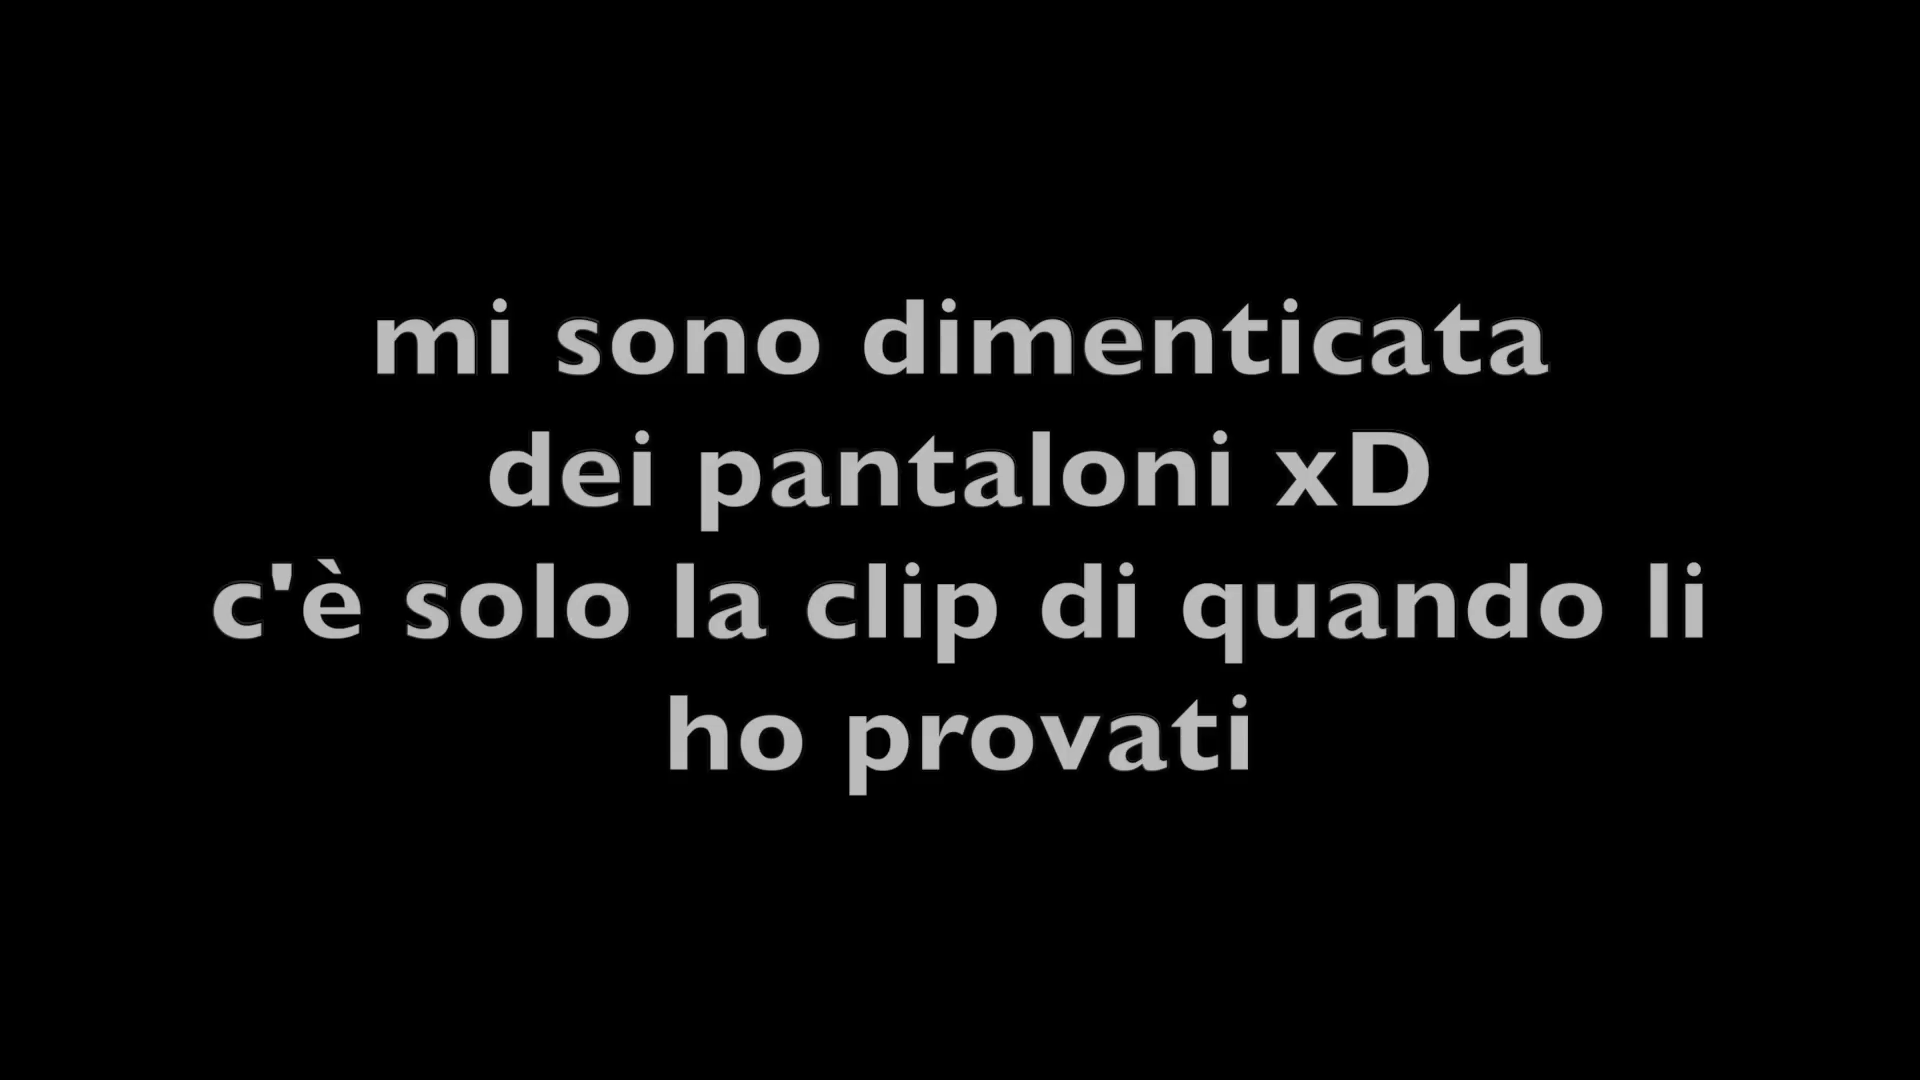 mi sono dimenticata
dei pantaloni xD
c'è solo la clip di quando li
ho provati